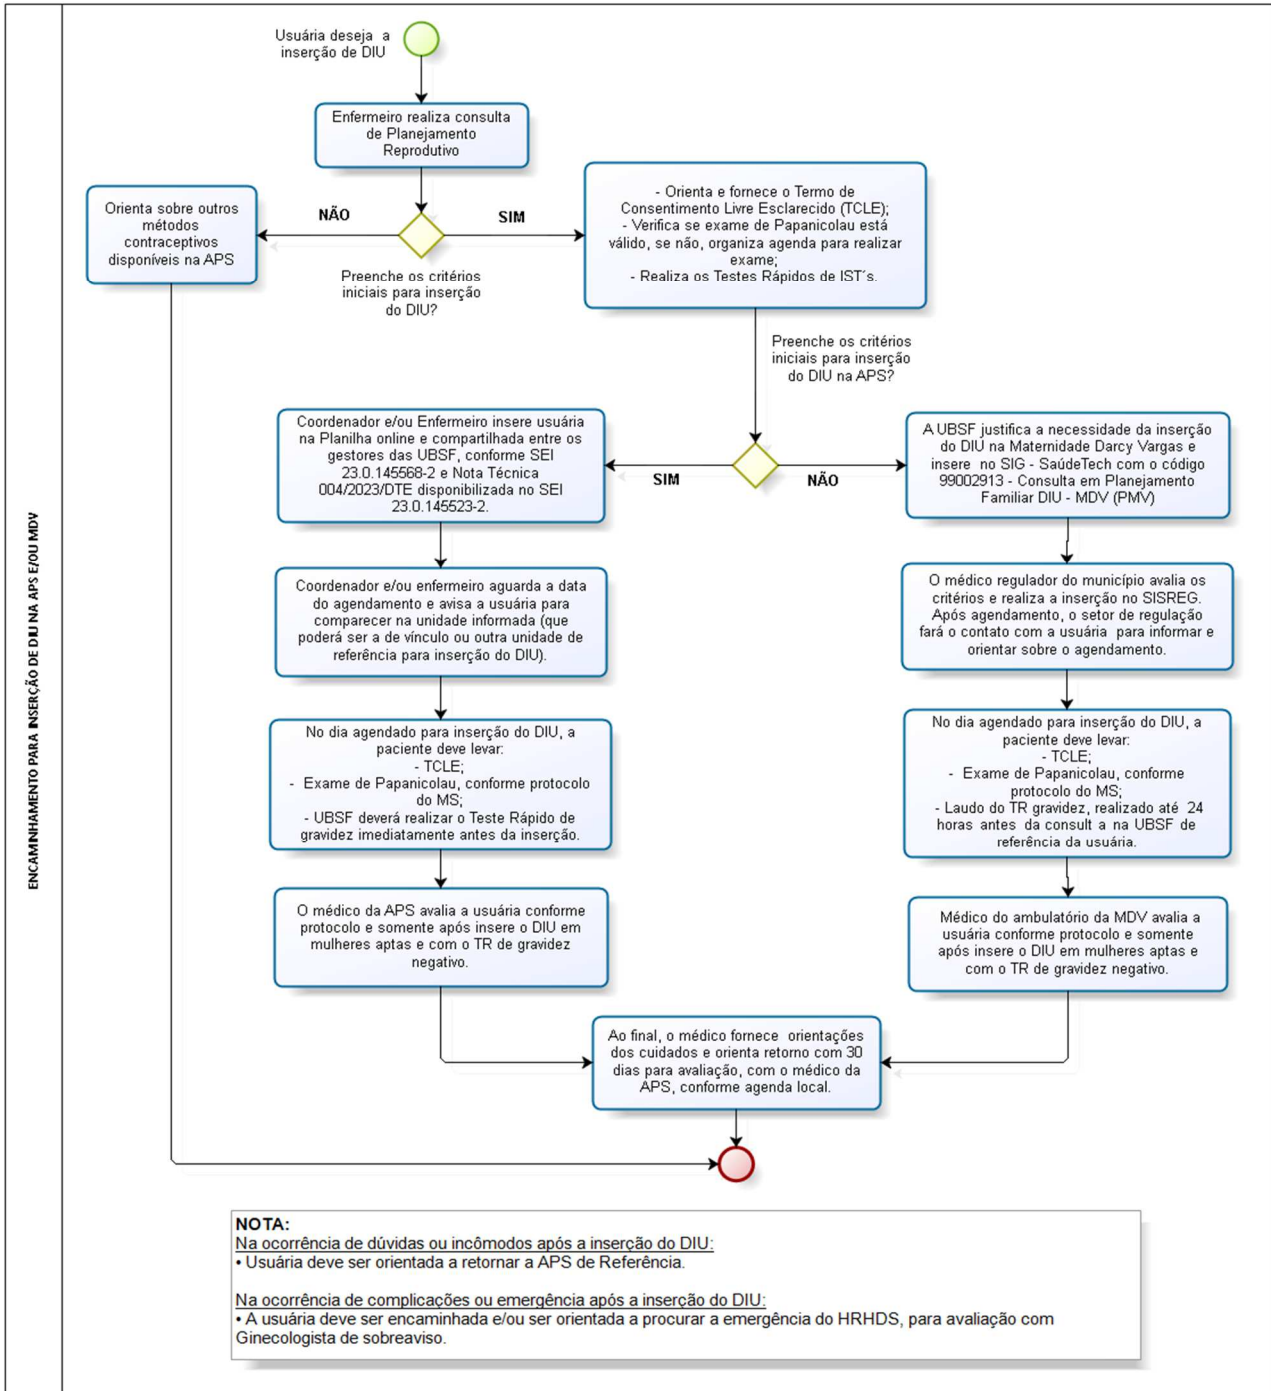 ENCAMINHAMENTO PARA INSERÇÃO DE DIU NA APS E/OU MDV
Usuária deseja a
inserção de DIU
Enfermeiro realiza consulta
de Planejamento
Reprodutivo
Orienta sobre outros
métodos
contraceptivos
disponíveis na APS
NÃO
SIM
Preenche os critérios
iniciais para inserção
do DIU?
- Orienta e fornece o Termo de
Consentimento Livre Esclarecido (TCLE);
- Verifica se exame de Papanicolau está
válido, se não, organiza agenda para realizar
exame;
- Realiza os Testes Rápidos de IST´s.
Preenche os critérios
iniciais para inserção
do DIU na APS?
SIM
NÃO
Coordenador e/ou Enfermeiro insere usuária
na Planilha online e compartilhada entre os
gestores das UBSF, conforme SEI
23.0.145568-2 e Nota Técnica
004/2023/DTE disponibilizada no SEI
23.0.145523-2.
Coordenador e/ou enfermeiro aguarda a data
do agendamento e avisa a usuária para
comparecer na unidade informada (que
poderá ser a de vínculo ou outra unidade de
referência para inserção do DIU).
No dia agendado para inserção do DIU, a
paciente deve levar:
- TCLE;
- Exame de Papanicolau, conforme protocolo
do MS;
- UBSF deverá realizar o Teste Rápido de
gravidez imediatamente antes da inserção.
O médico da APS avalia a usuária conforme
protocolo e somente após insere o DIU em
mulheres aptas e com o TR de gravidez
negativo.
A UBSF justifica a necessidade da inserção
do DIU na Maternidade Darcy Vargas e
insere no SIG - SaúdeTech com o código
99002913 - Consulta em Planejamento
Familiar DIU - MDV (PMV)
O médico regulador do município avalia os
critérios e realiza a inserção no SISREG.
Após agendamento, o setor de regulação
fará o contato com a usuária para informar e
orientar sobre o agendamento.
No dia agendado para inserção do DIU, a
paciente deve levar:
- TCLE;
- Exame de Papanicolau, conforme
protocolo do MS;
- Laudo do TR gravidez, realizado até 24
horas antes da consult a na UBSF de
referência da usuária.
Médico do ambulatório da MDV avalia a
usuária conforme protocolo e somente
após insere o DIU em mulheres aptas e
com o TR de gravidez negativo.
Ao final, o médico fornece orientações
dos cuidados e orienta retorno com 30
dias para avaliação, com o médico da
APS, conforme agenda local.
NOTA:
Na ocorrência de dúvidas ou incômodos após a inserção do DIU:
• Usuária deve ser orientada a retornar a APS de Referência.
Na ocorrência de complicações ou emergência após a inserção do DIU:
• A usuária deve ser encaminhada e/ou ser orientada a procurar a emergência do HRHDS, para avaliação com
Ginecologista de sobreaviso.